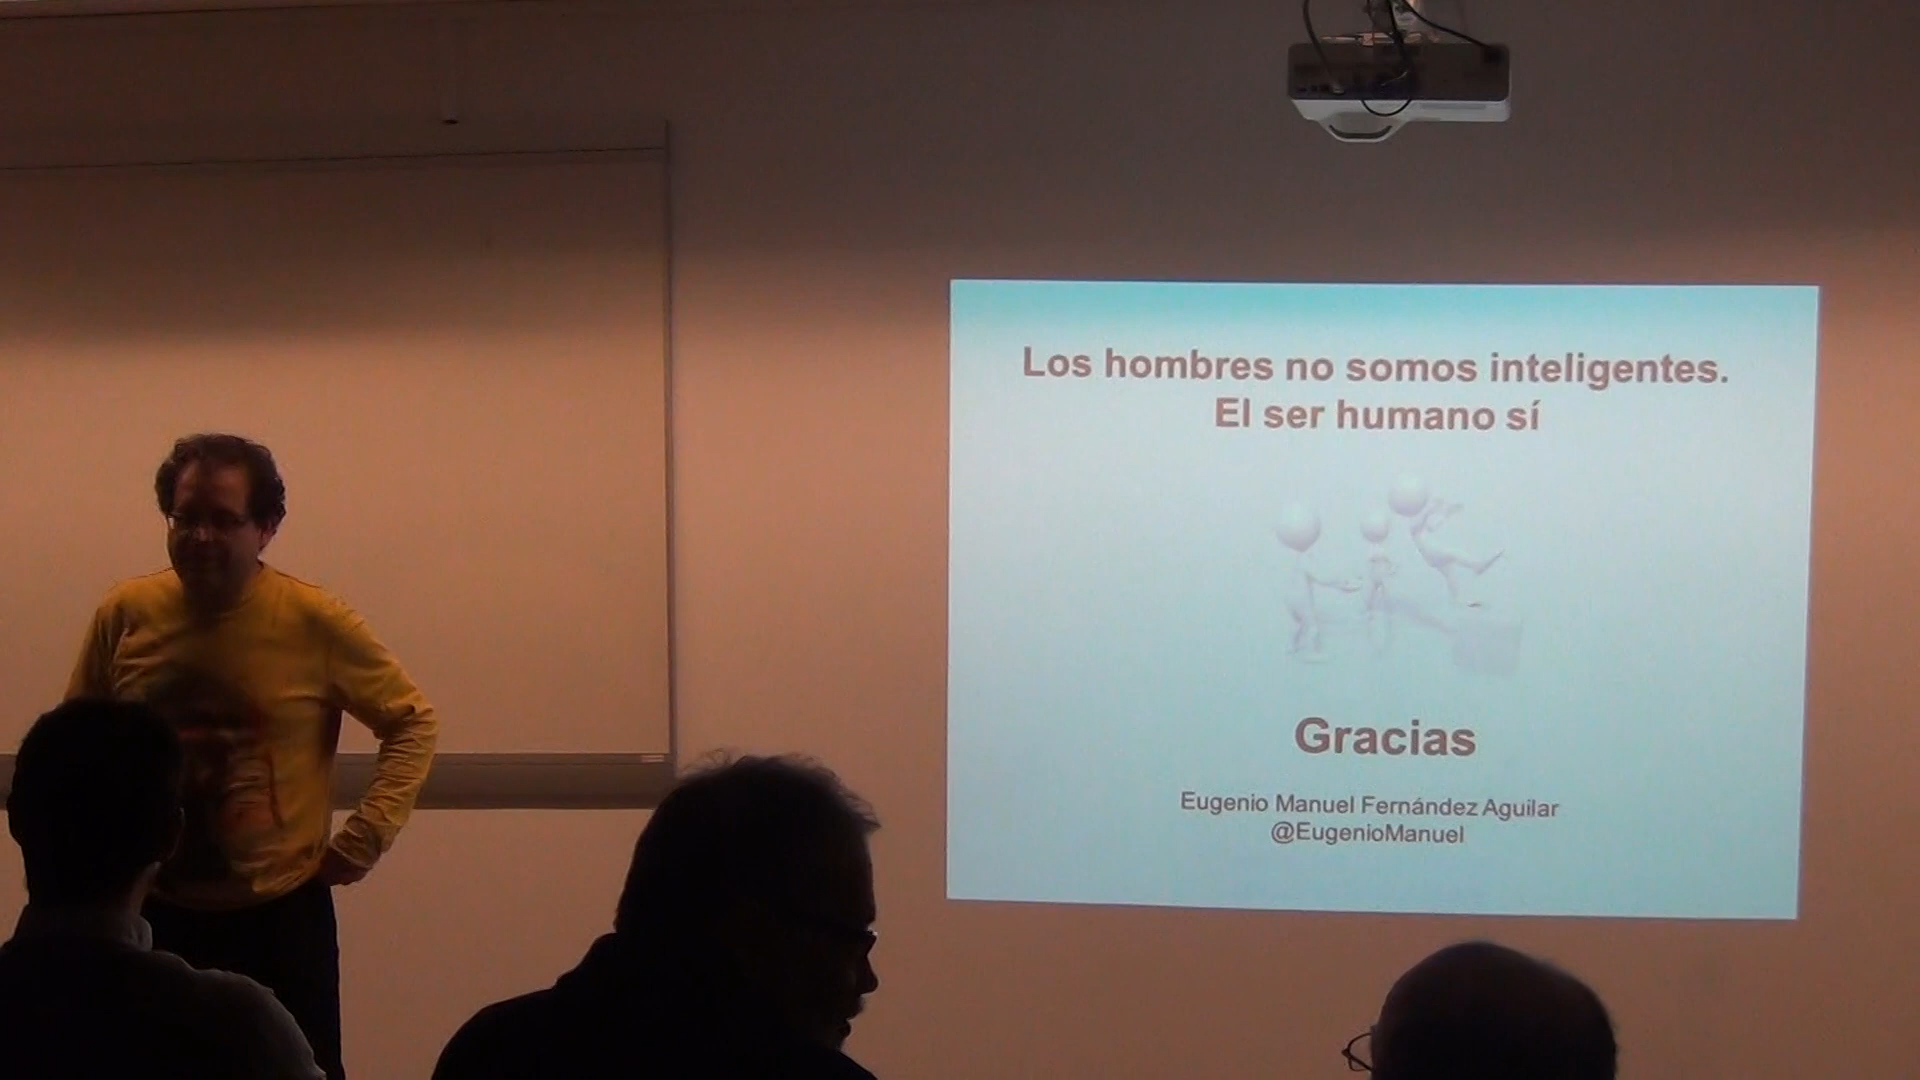 Los hombres no somos inteligentes.
El ser humano sí
Gracias
Eugenio Manuel Fernández Aguilar
@EugenioManuel